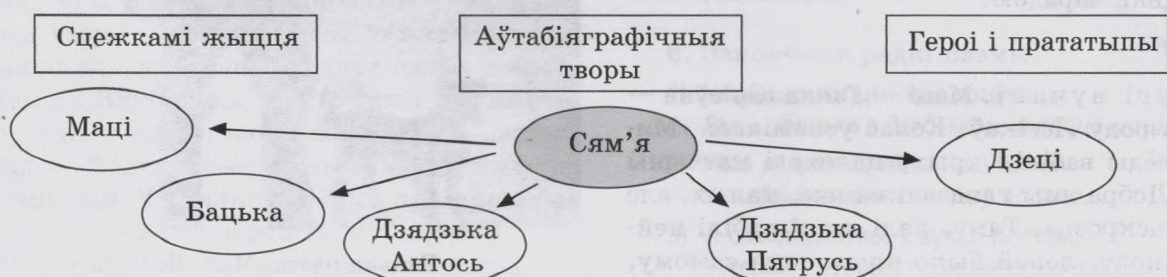 Сцежкамі жыцця
Аўтабіяграфічныя
творы
Героі і прататыпы
Маці
Сям’я
Дзеці
Бацька
Дзядзька
Антось
Дзядзька
Пятрусь